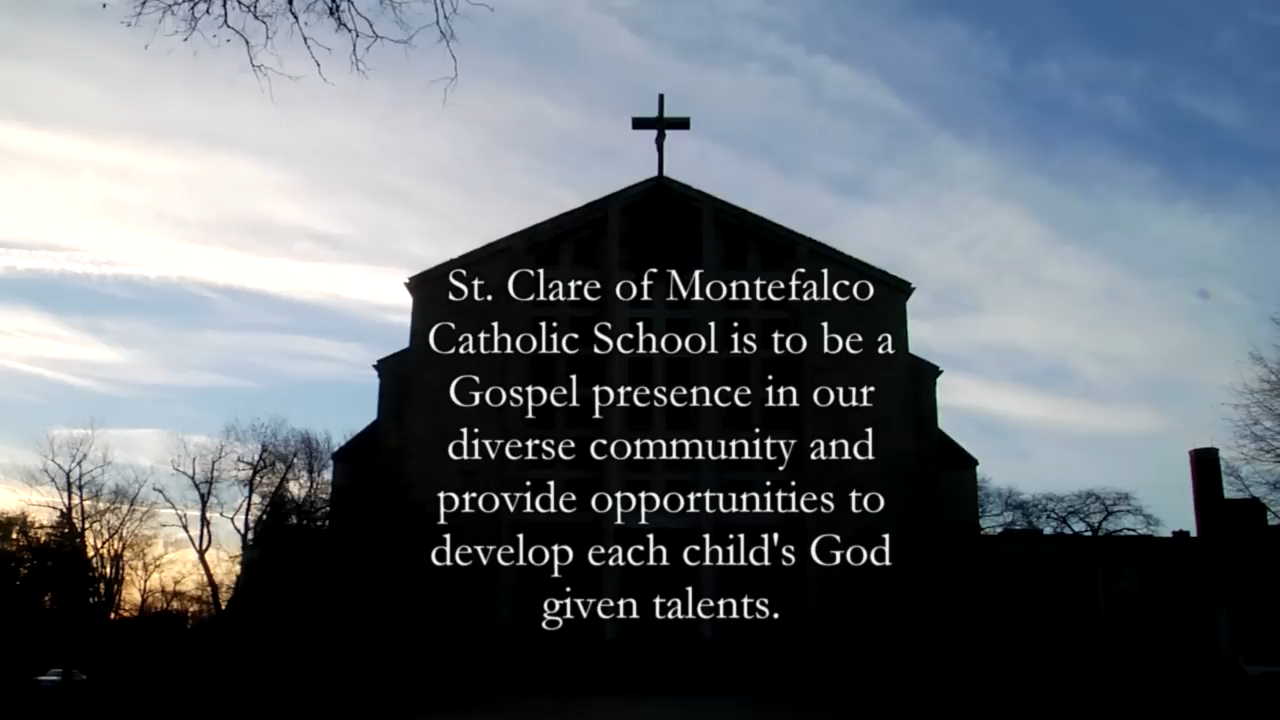 St. Clare of Montefalco
Catholic School is to be a
Gospel presence in our
diverse community and
provide opportunities to
develop each child's God
given talents.